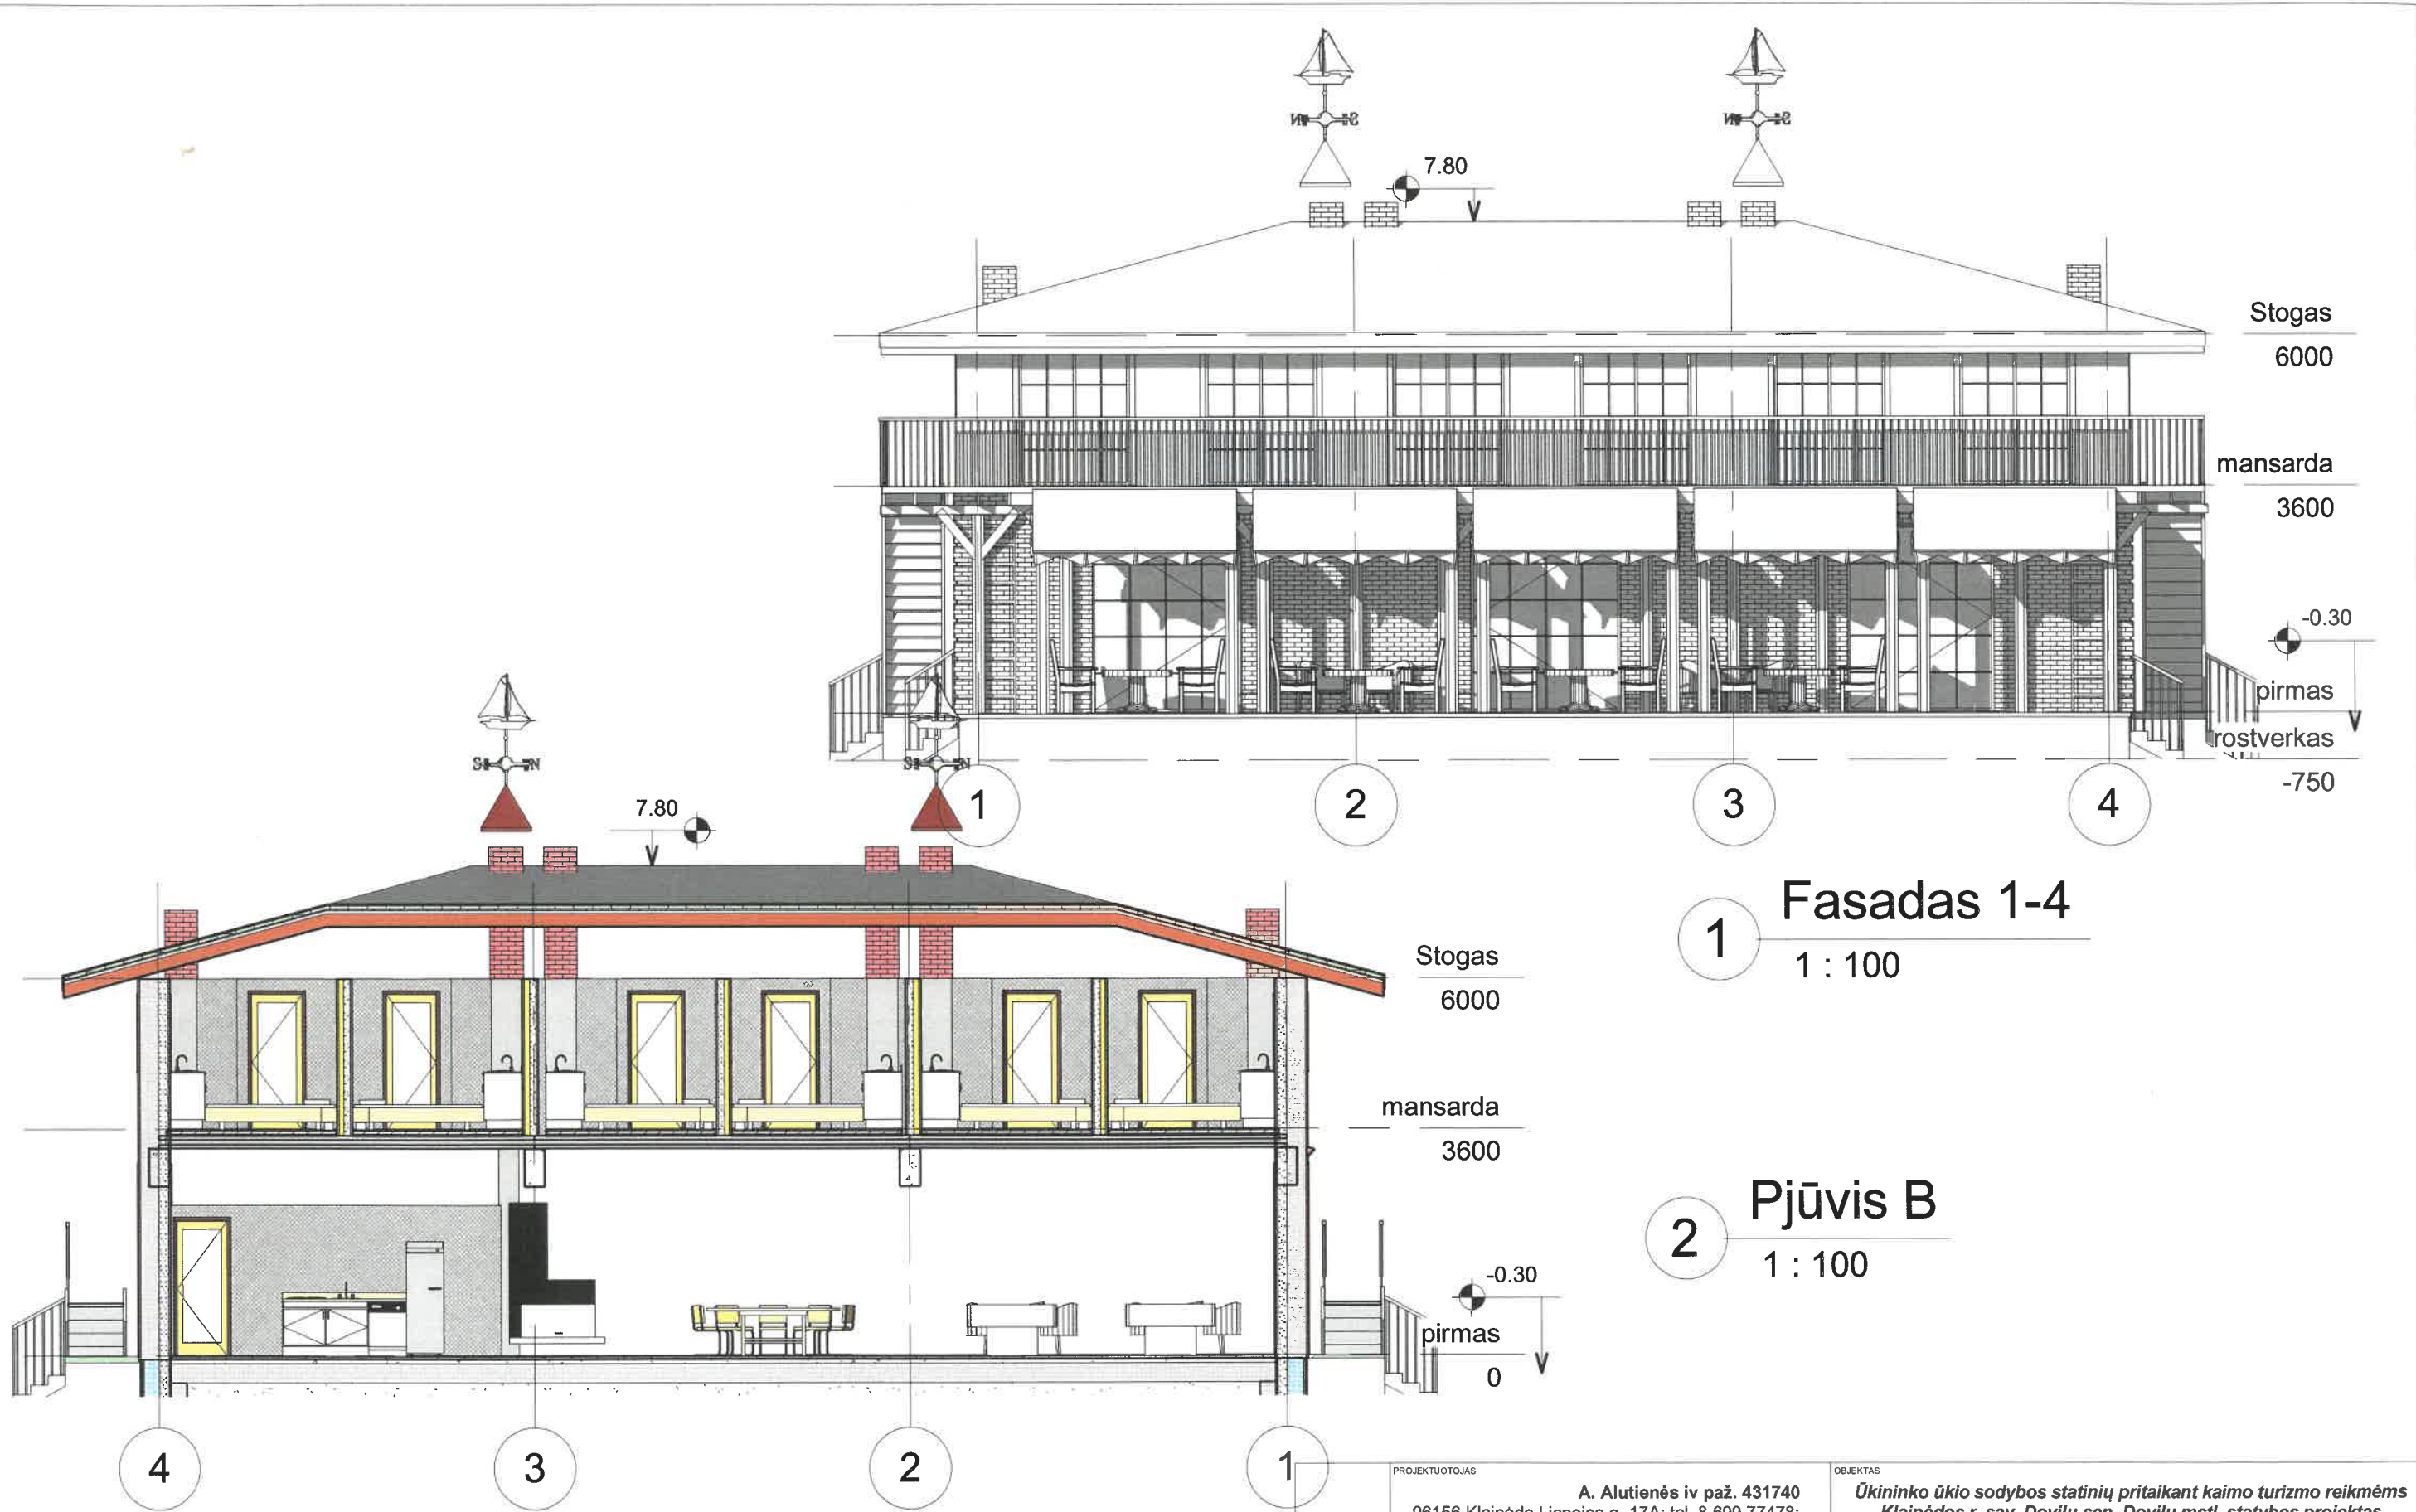 N S
N S
7.80
Stogas
6000
mansarda
3600
-0.30
pirmas
rostverkas
-750
1
2
3
4
1
Fasadas 1-4
1 : 100
S N
S N
7.80
Stogas
6000
mansarda
3600
-0.30
pirmas
0
4
3
2
1
2
Pjūvis B
1 : 100
PROJEKTUOTOJAS
A. Alutienės iv paž. 431740
OBJEKTAS
Ūkininko ūkio sodybos statinių pritaikant kaimo turizmo reikmėms